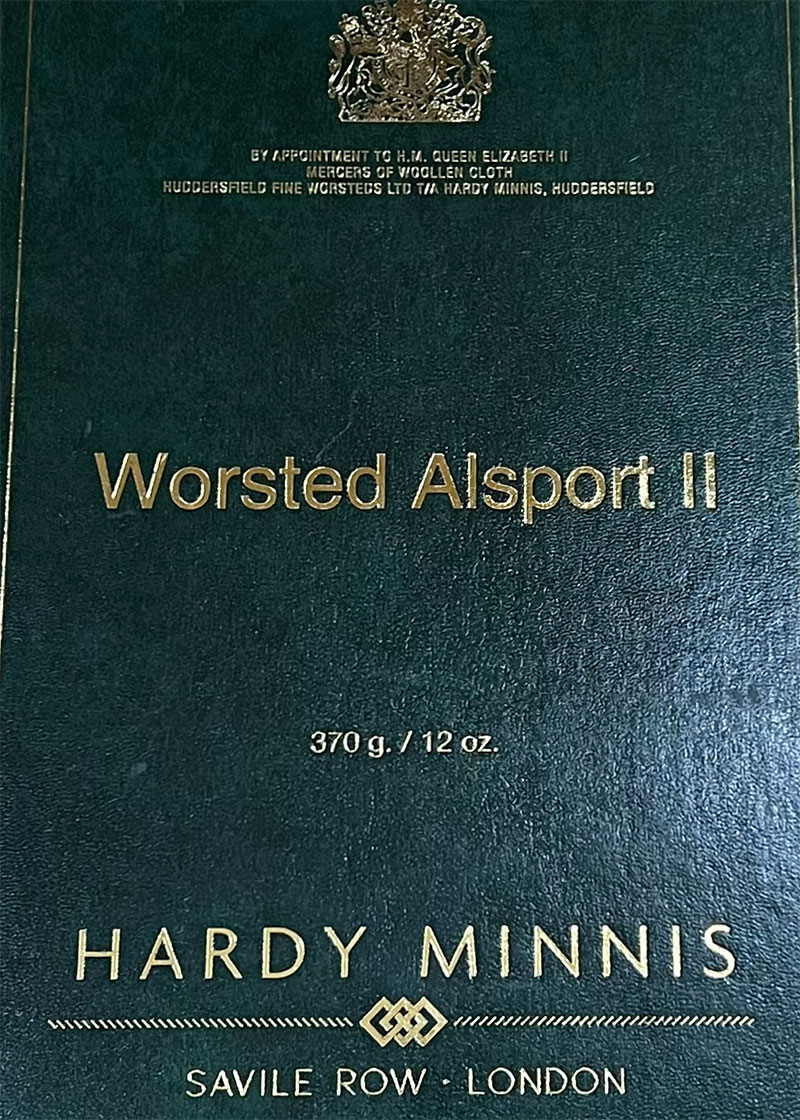 BY APPOINTMENT TO H.M. QUEEN ELIZABETH II
MERCERS OF WOOLLEN CLOTH
HUDDERSFIELD FINE WORSTEDS LTD T/A HARDY MINNIS, HUDDERSFIELD
Worsted Alsport II
370 g. / 12 oz.
HARDY MINNIS
SAVILE ROW · LONDON